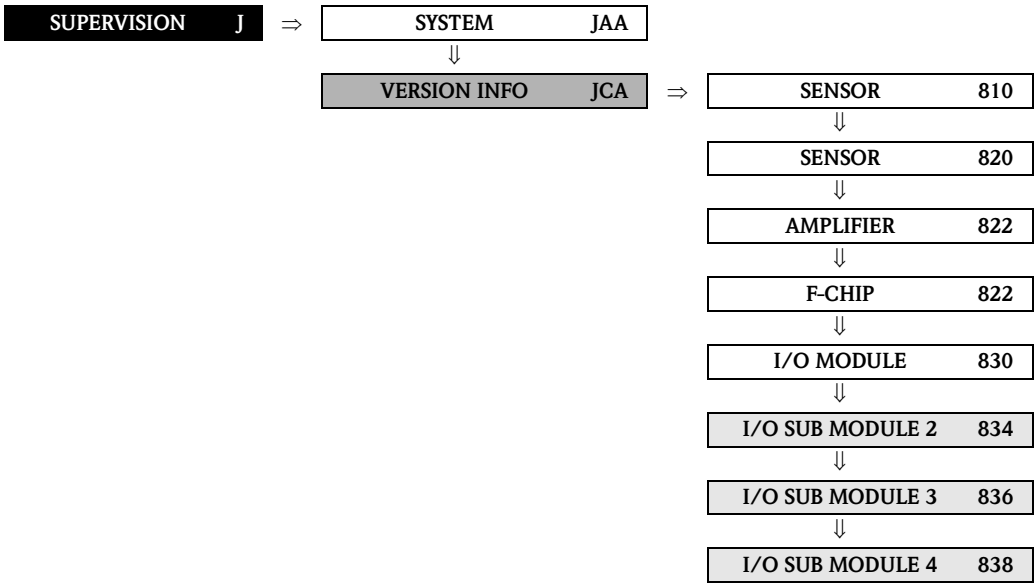 SUPERVISION J ⇒ SYSTEM JAA
⇓
VERSION INFO JCA ⇒ SENSOR 810
⇓
SENSOR 820
⇓
AMPLIFIER 822
⇓
F-CHIP 822
⇓
I/O MODULE 830
⇓
I/O SUB MODULE 2 834
⇓
I/O SUB MODULE 3 836
⇓
I/O SUB MODULE 4 838